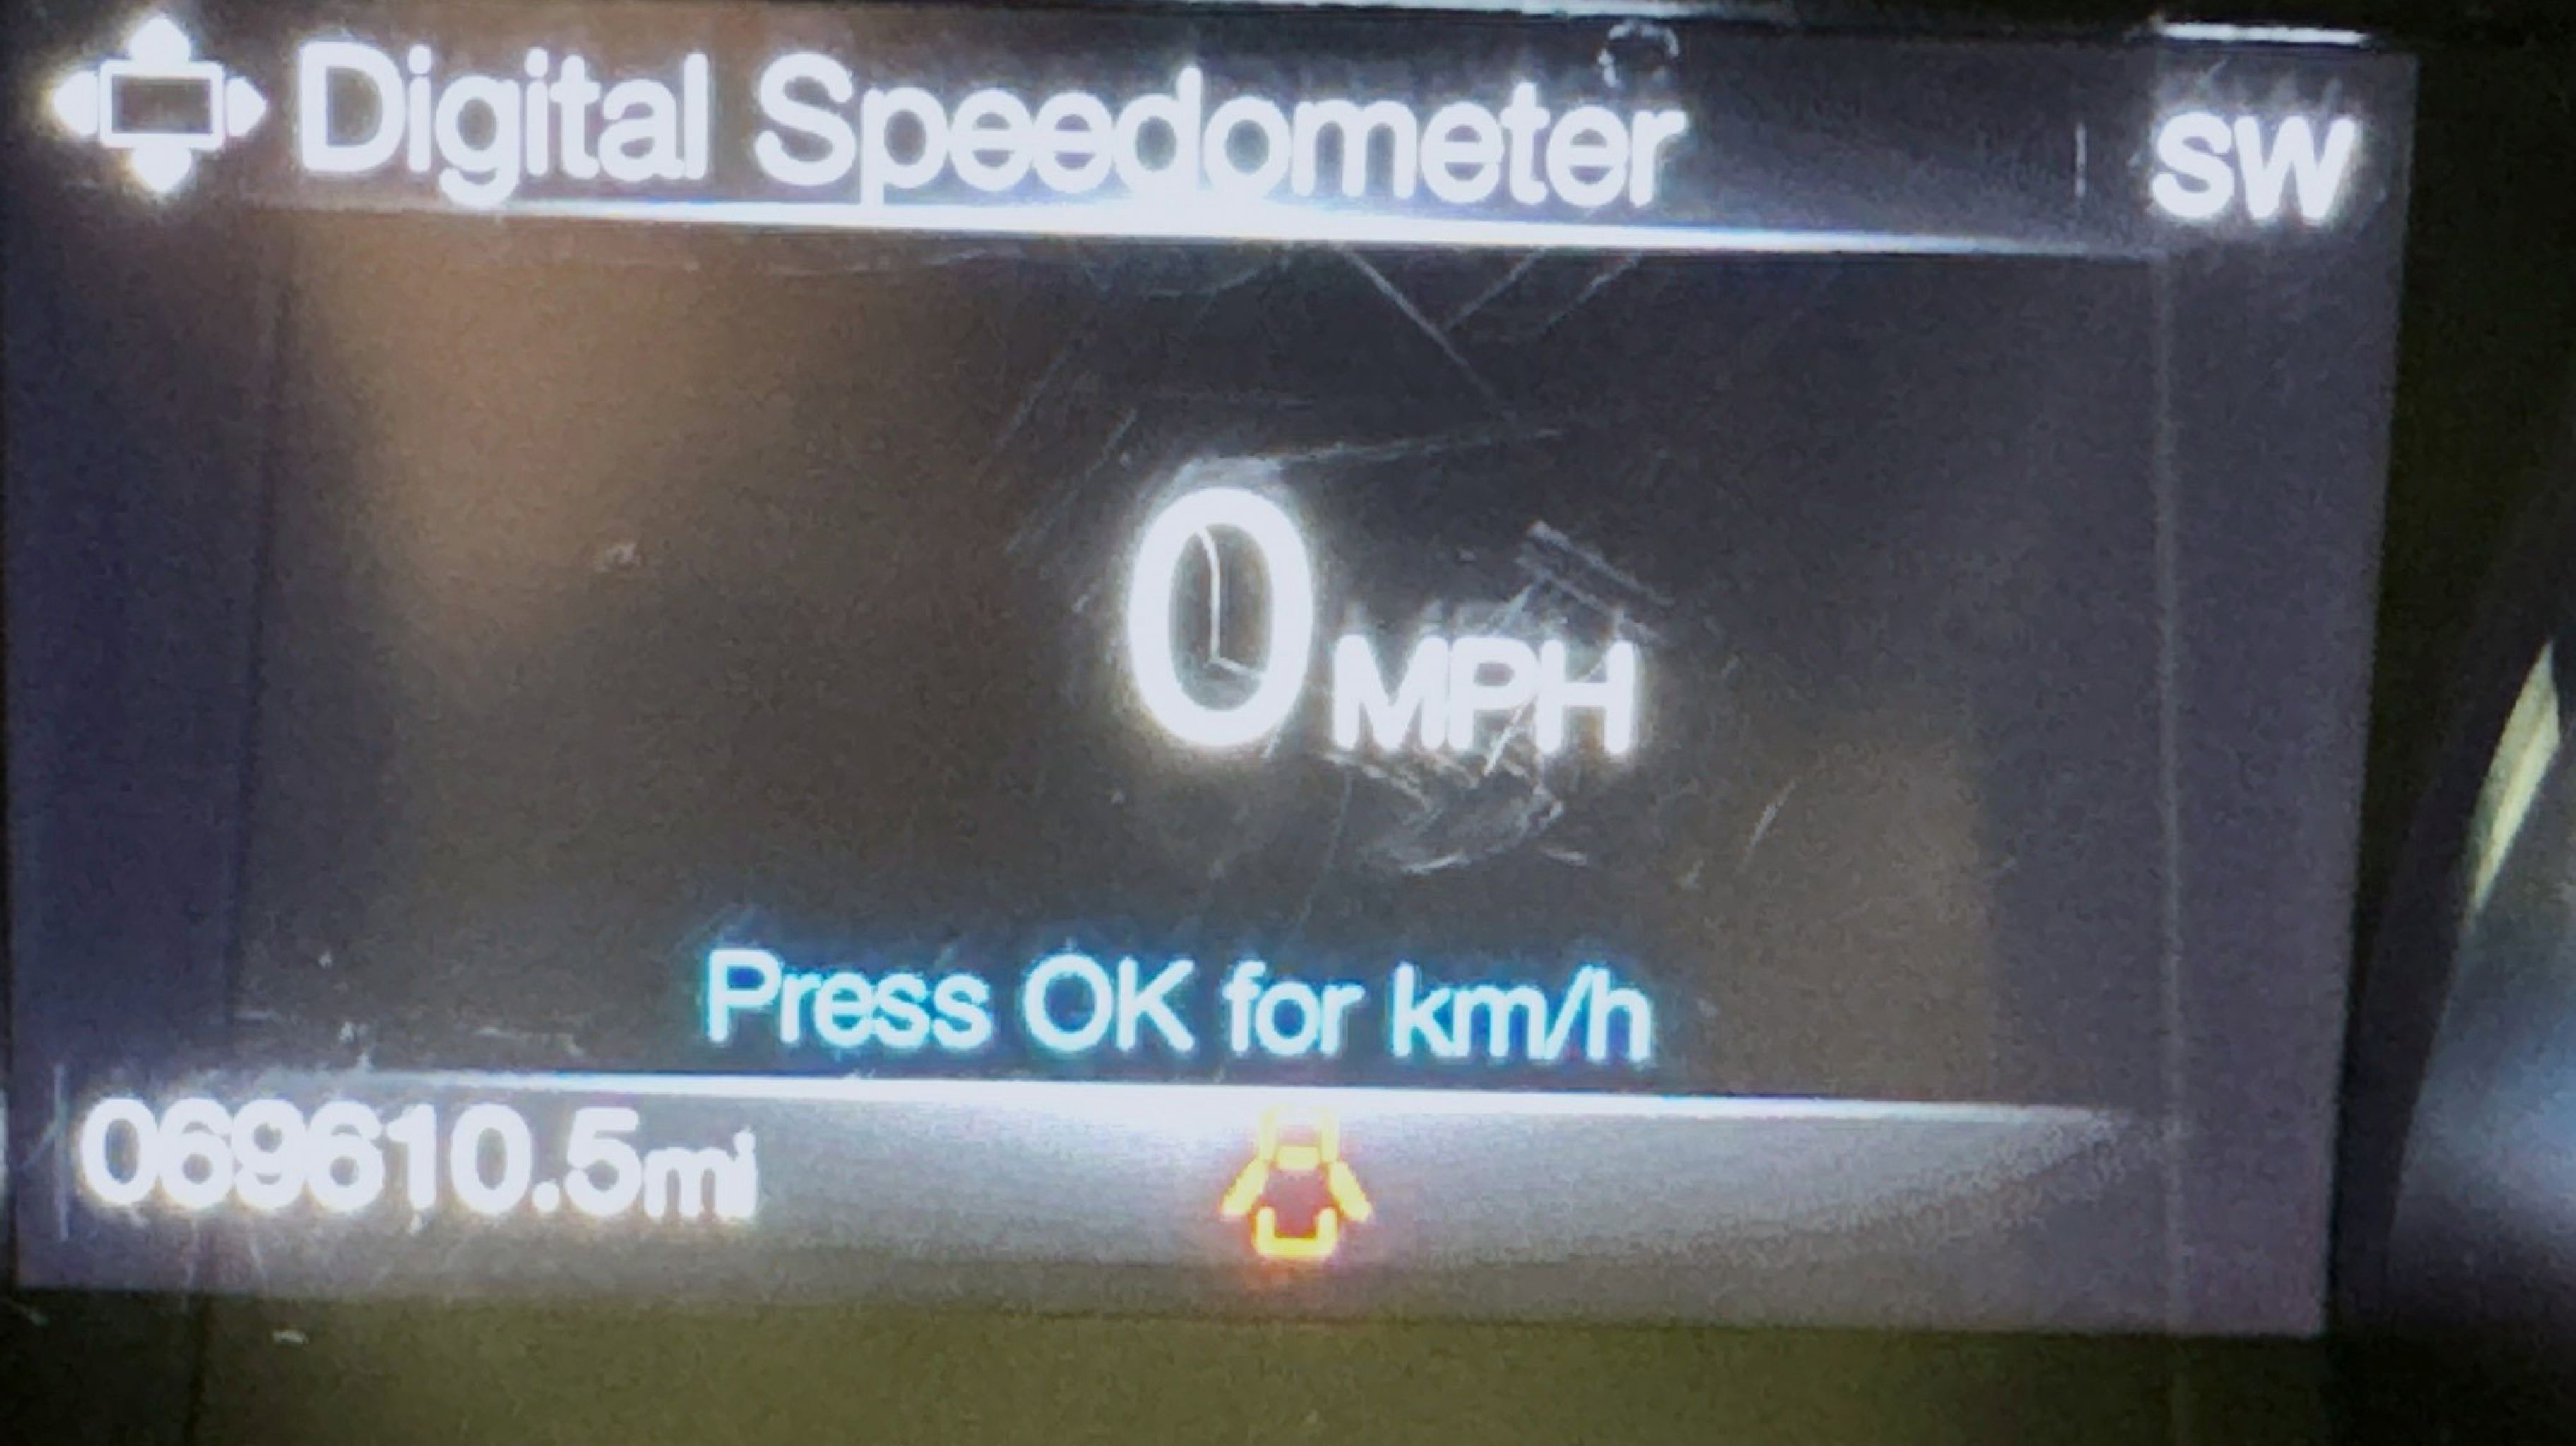 Digital Speedometer SW
0 MPH
Press OK for km/h
069610.5mi